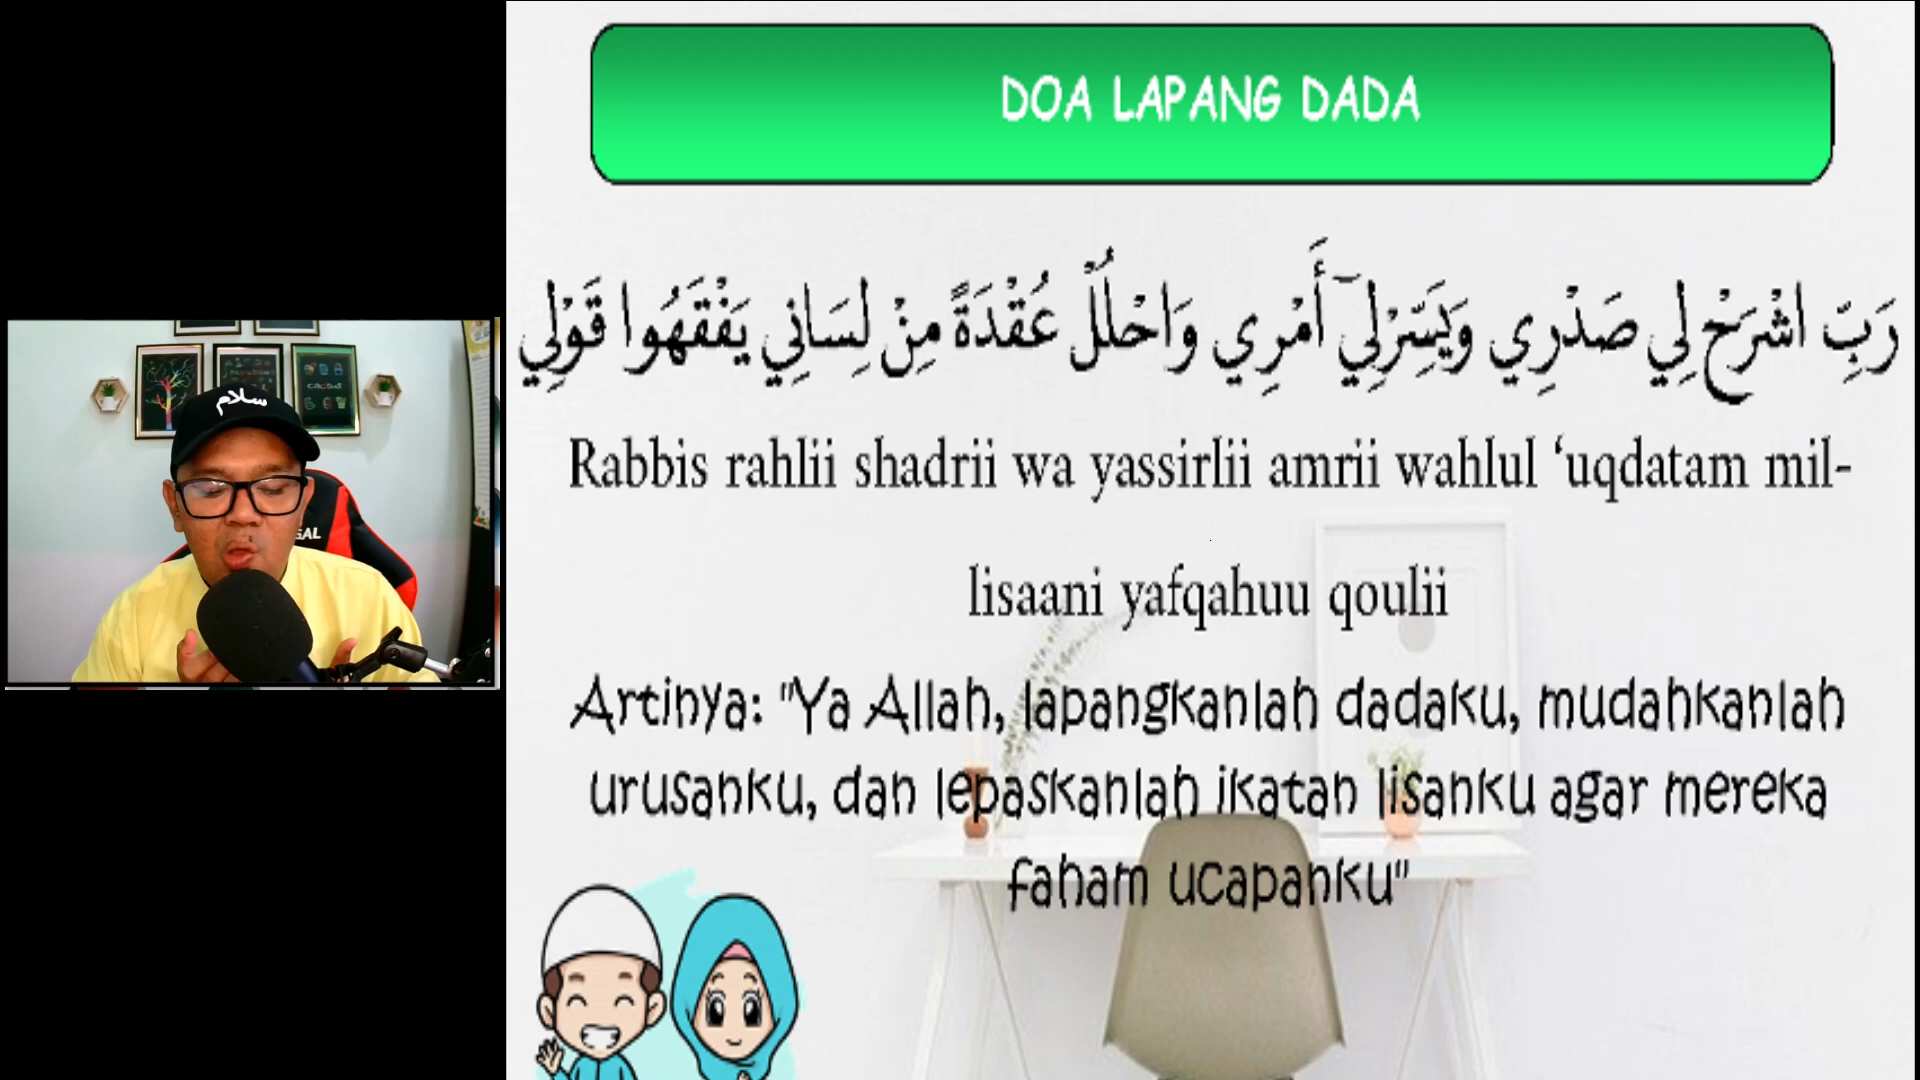 DOA LAPANG DADA
رَبِّ اشْرَحْ لِي صَدْرِي وَيَسِّرْلِيٓ أَمْرِي وَاحْلُلْ عُقْدَةً مِنْ لِسَانِي يَفْقَهُوا قَوْلِي
Rabbis rahlii shadrii wa yassirlii amrii wahlul ‘uqdatam mil-
lisaani yafqahuu qoulii
Artinya: "Ya Allah, lapangkanlah dadaku, mudahkanlah
urusanku, dan lepaskanlah ikatan lisanku agar mereka
faham ucapanku"
سلام
GAL